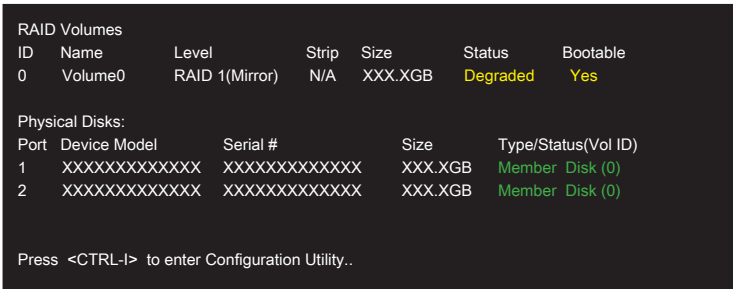 RAID Volumes
ID Name Level Strip Size Status Bootable
0 Volume0 RAID 1(Mirror) N/A XXX.XGB Degraded Yes
Physical Disks:
Port Device Model Serial # Size Type/Status(Vol ID)
1 XXXXXXXXXXXXX XXXXXXXXXXXXX XXX.XGB Member Disk (0)
2 XXXXXXXXXXXXX XXXXXXXXXXXXX XXX.XGB Member Disk (0)
Press <CTRL-I> to enter Configuration Utility..